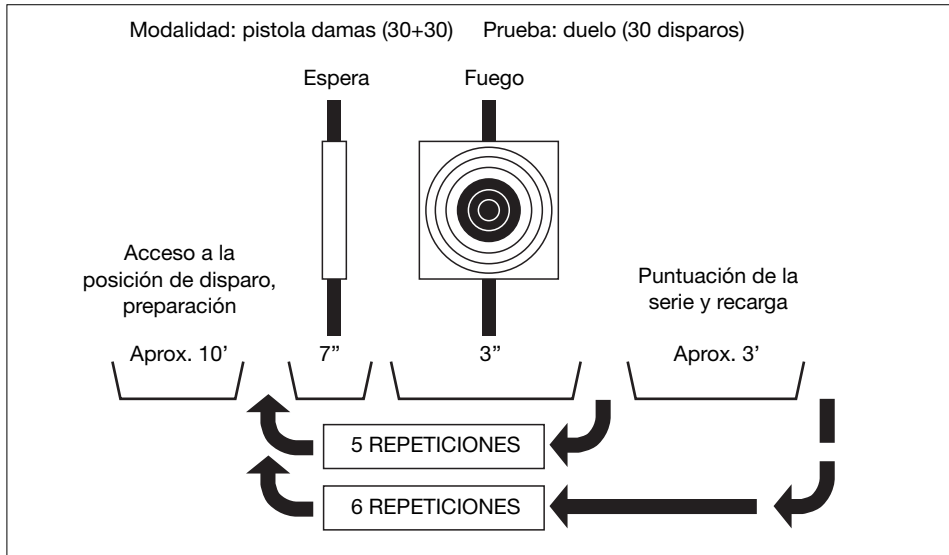 Modalidad: pistola damas (30+30) Prueba: duelo (30 disparos)
Espera
Fuego
Acceso a la
posición de disparo,
preparación
Puntuación de la
serie y recarga
Aprox. 10’
7”
3”
Aprox. 3’
5 REPETICIONES
6 REPETICIONES